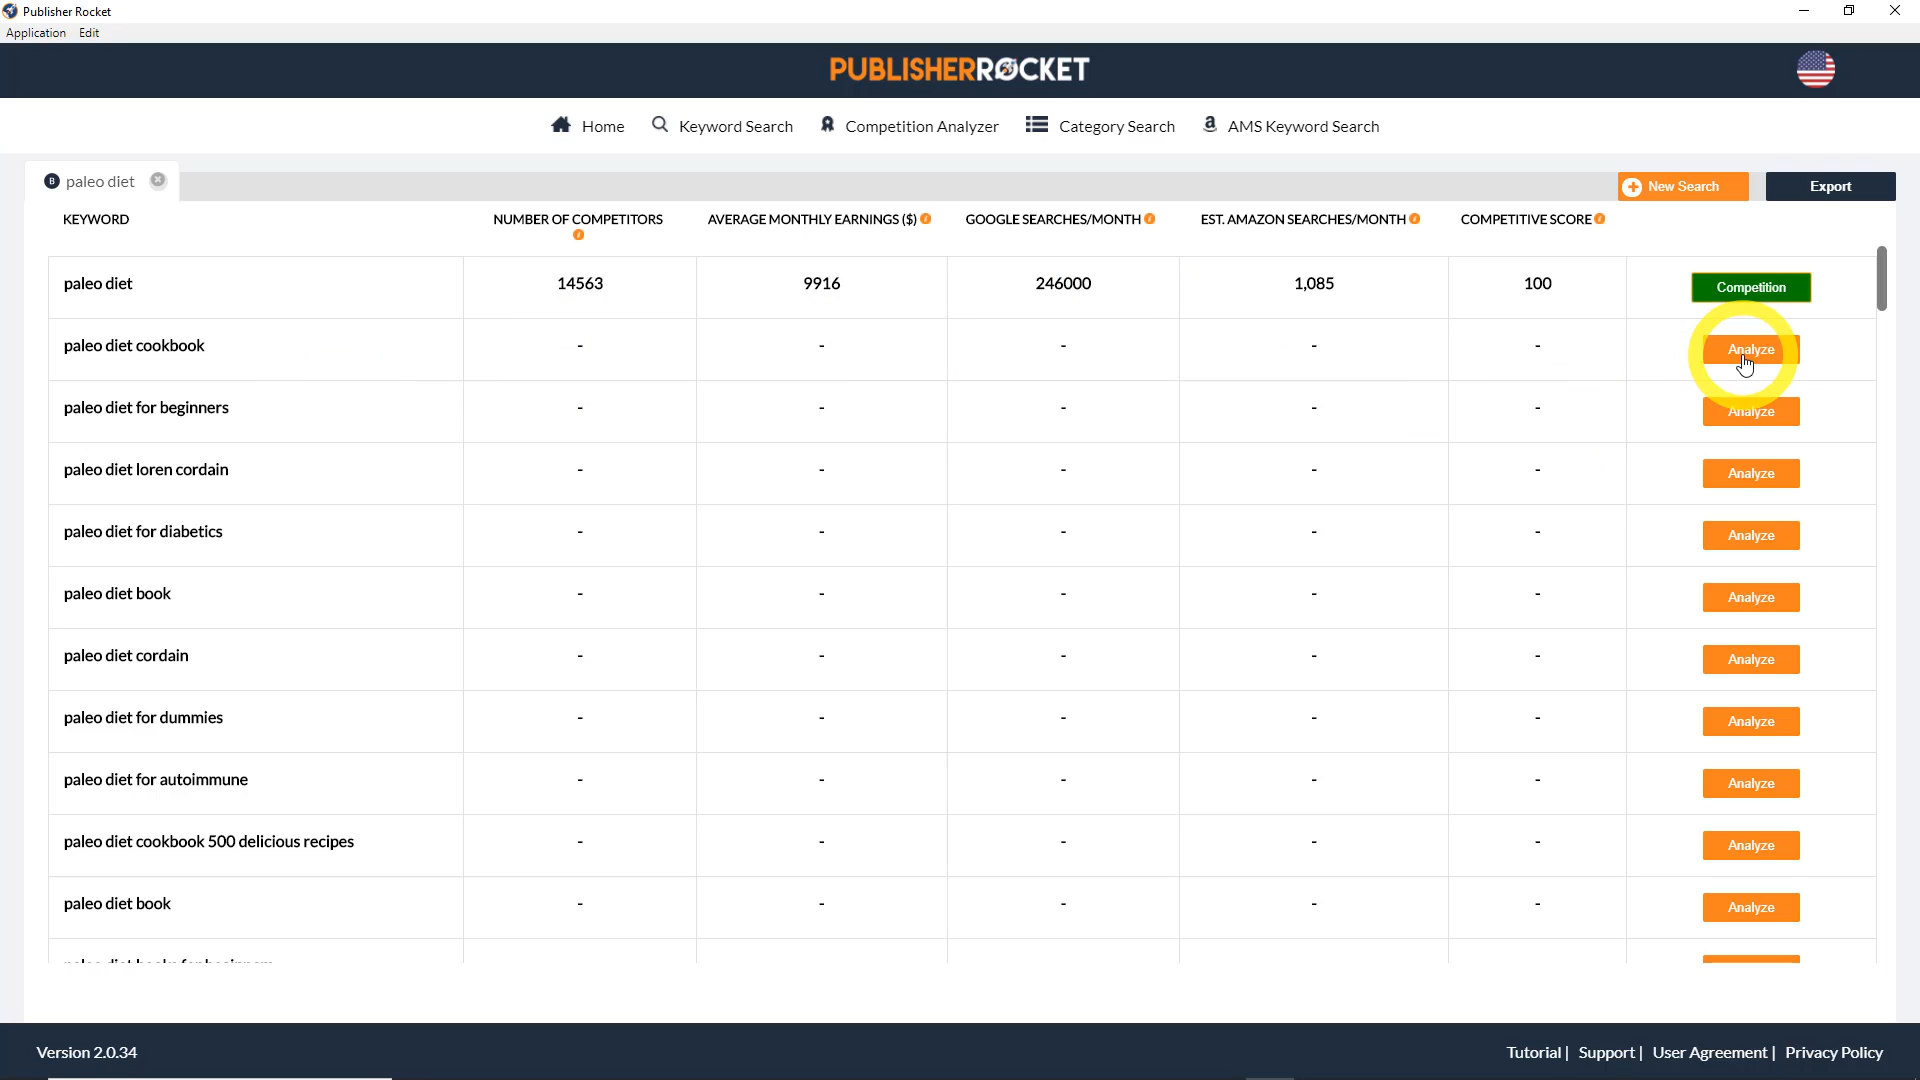 Publisher Rocket
Application Edit
PUBLISHERROCKET
Home Keyword Search Competition Analyzer Category Search AMS Keyword Search
B paleo diet New Search Export
KEYWORD NUMBER OF COMPETITORS AVERAGE MONTHLY EARNINGS ($) GOOGLE SEARCHES/MONTH EST. AMAZON SEARCHES/MONTH COMPETITIVE SCORE
paleo diet 14563 9916 246000 1,085 100 Competition
paleo diet cookbook - - - - - Analyze
paleo diet for beginners - - - - - Analyze
paleo diet loren cordain - - - - - Analyze
paleo diet for diabetics - - - - - Analyze
paleo diet book - - - - - Analyze
paleo diet cordain - - - - - Analyze
paleo diet for dummies - - - - - Analyze
paleo diet for autoimmune - - - - - Analyze
paleo diet cookbook 500 delicious recipes - - - - - Analyze
paleo diet book - - - - - Analyze
paleo diet books for beginners
Version 2.0.34 Tutorial | Support | User Agreement | Privacy Policy